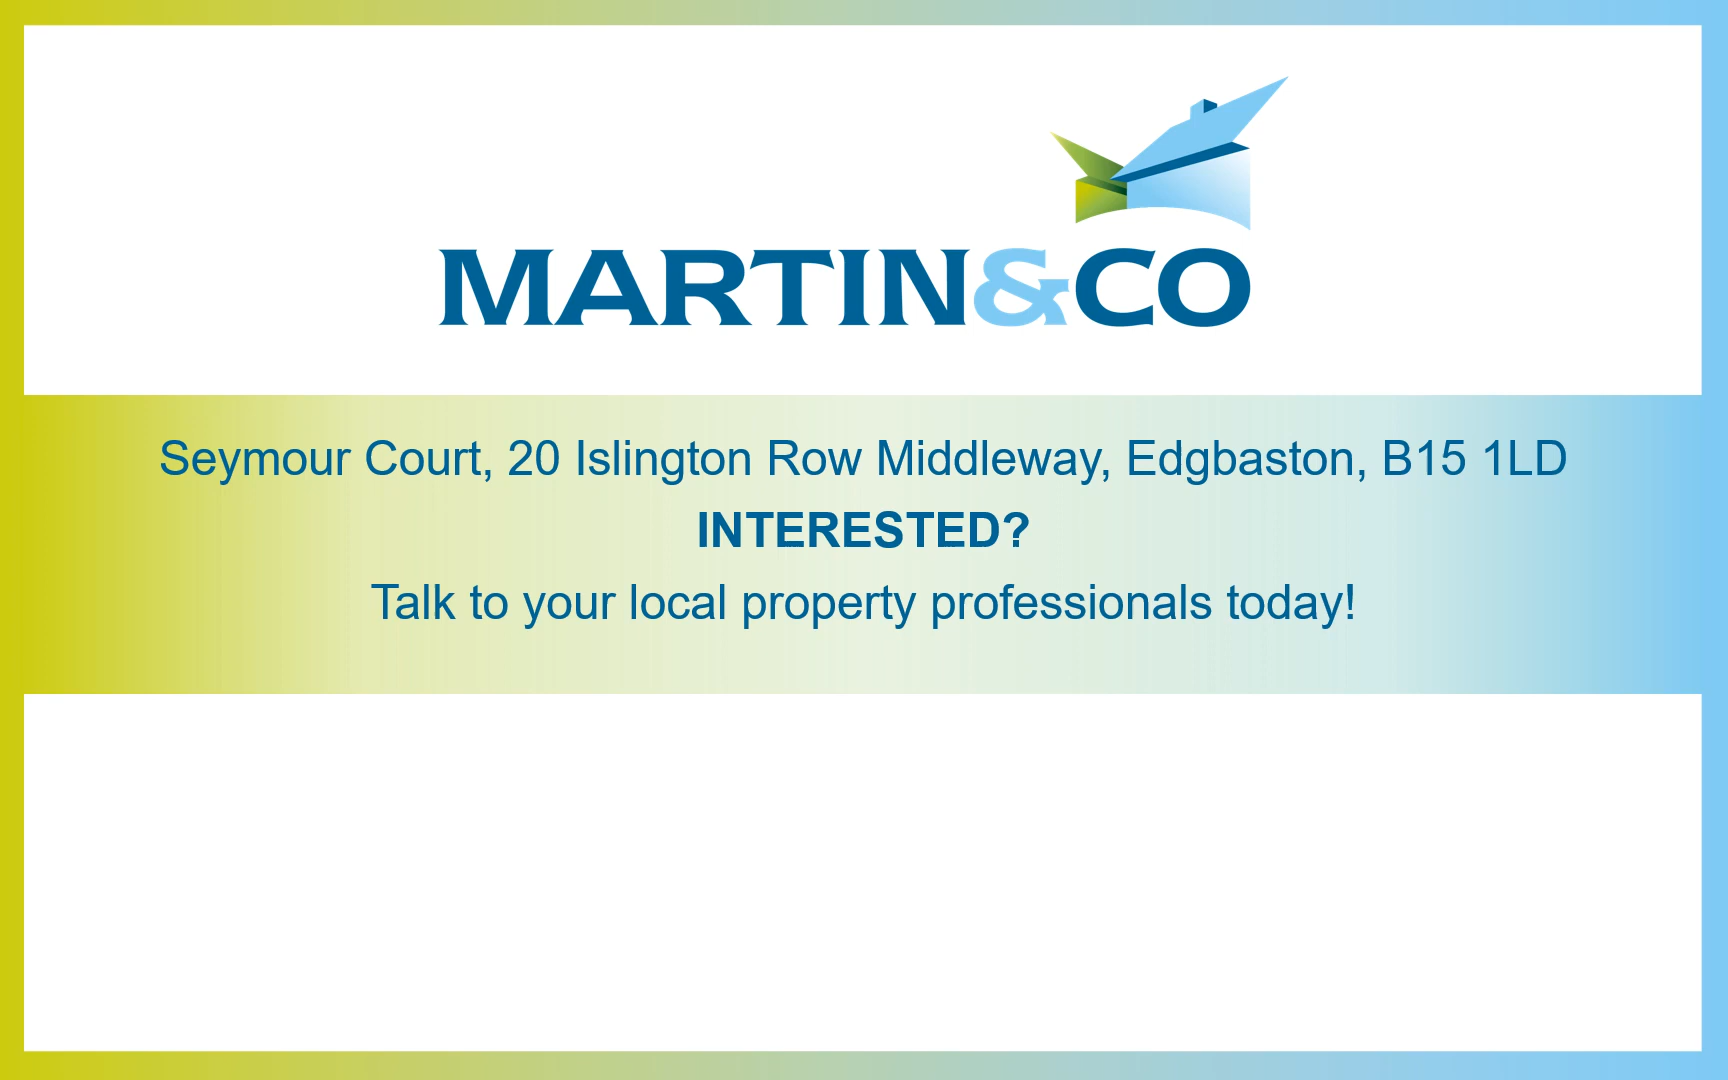 MARTIN&CO
Seymour Court, 20 Islington Row Middleway, Edgbaston, B15 1LD
INTERESTED?
Talk to your local property professionals today!